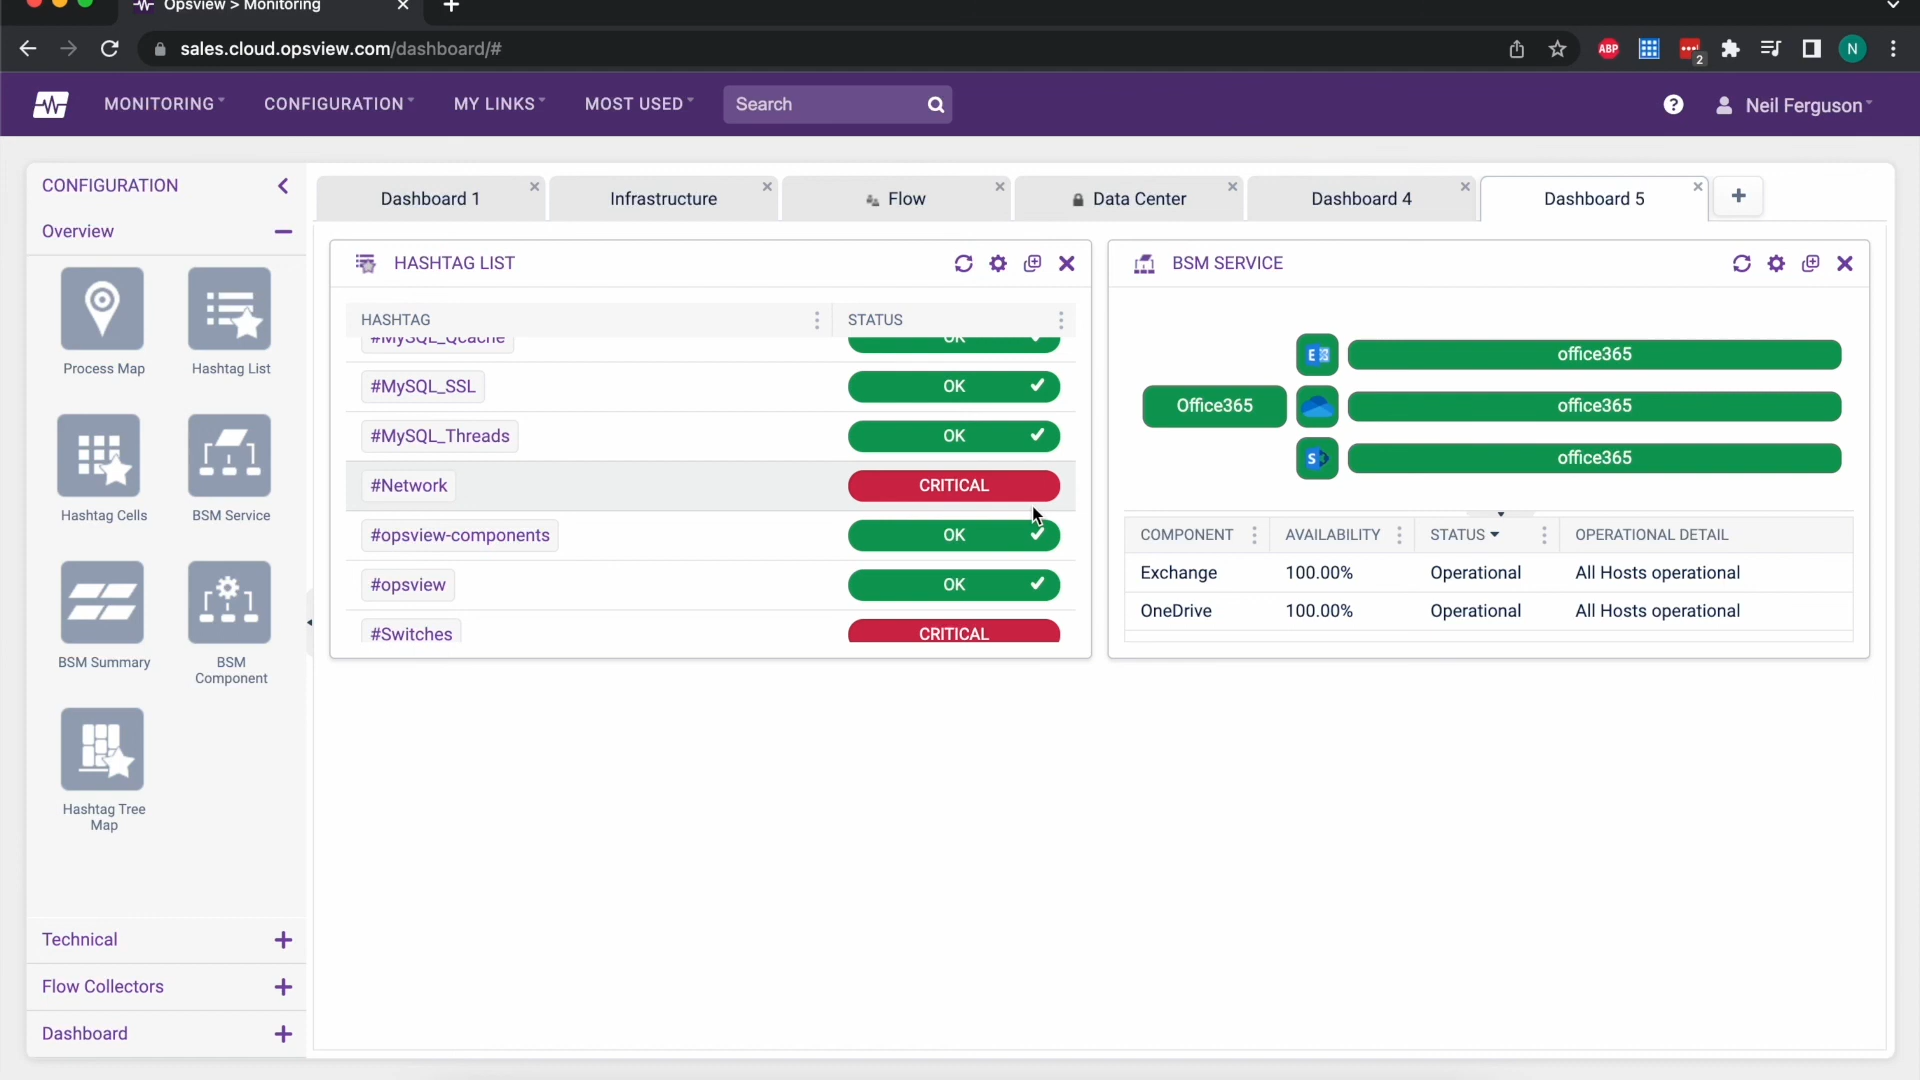 Opsview > Monitoring
sales.cloud.opsview.com/dashboard/#
ABP
2
N
MONITORING
CONFIGURATION
MY LINKS
MOST USED
Search
?
Neil Ferguson
CONFIGURATION
Overview
Process Map
Hashtag List
Hashtag Cells
BSM Service
BSM Summary
BSM Component
Hashtag Tree Map
Technical
Flow Collectors
Dashboard
Dashboard 1
Infrastructure
Flow
Data Center
Dashboard 4
Dashboard 5
HASHTAG LIST
HASHTAG STATUS
#MySQL_Qcache OK
#MySQL_SSL OK
#MySQL_Threads OK
#Network CRITICAL
#opsview-components OK
#opsview OK
#Switches CRITICAL
BSM SERVICE
Office365
E office365
office365
S office365
COMPONENT AVAILABILITY STATUS OPERATIONAL DETAIL
Exchange 100.00% Operational All Hosts operational
OneDrive 100.00% Operational All Hosts operational